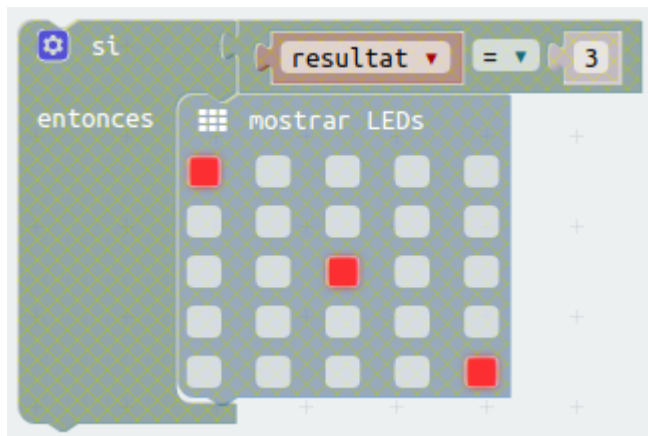 si resultat = 3
entonces mostrar LEDs